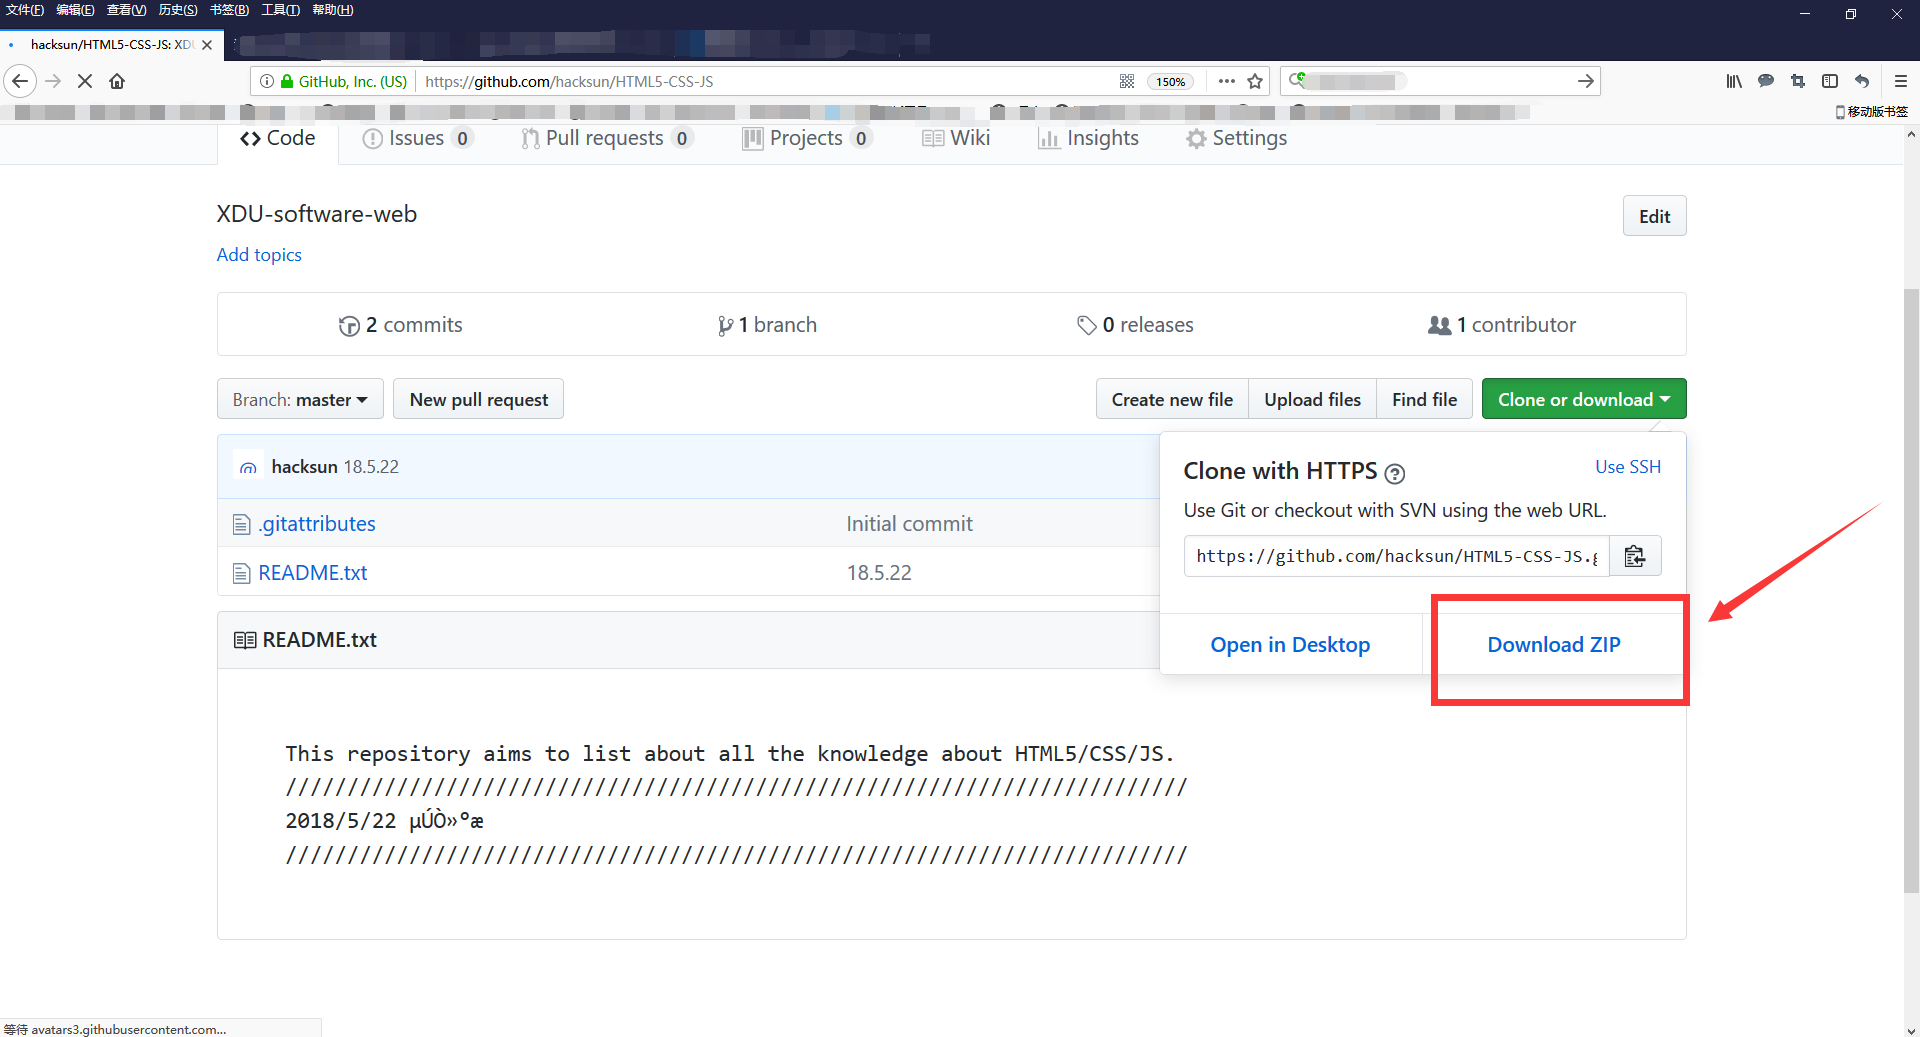 文件(F) 编辑(E) 查看(V) 历史(S) 书签(B) 工具(T) 帮助(H)
hacksun/HTML5-CSS-JS: XDU
GitHub, Inc. (US) https://github.com/hacksun/HTML5-CSS-JS 150%
移动版书签
Code Issues 0 Pull requests 0 Projects 0 Wiki Insights Settings
XDU-software-web
Edit
Add topics
2 commits 1 branch 0 releases 1 contributor
Branch: master New pull request Create new file Upload files Find file Clone or download
hacksun 18.5.22
Clone with HTTPS ? Use SSH
Use Git or checkout with SVN using the web URL.
.gitattributes Initial commit
https://github.com/hacksun/HTML5-CSS-JS.g
README.txt 18.5.22
Open in Desktop Download ZIP
README.txt
This repository aims to list about all the knowledge about HTML5/CSS/JS.
/////////////////////////////////////////////////////////////////////////
2018/5/22 µÚÒ»°æ
/////////////////////////////////////////////////////////////////////////
等待 avatars3.githubusercontent.com...